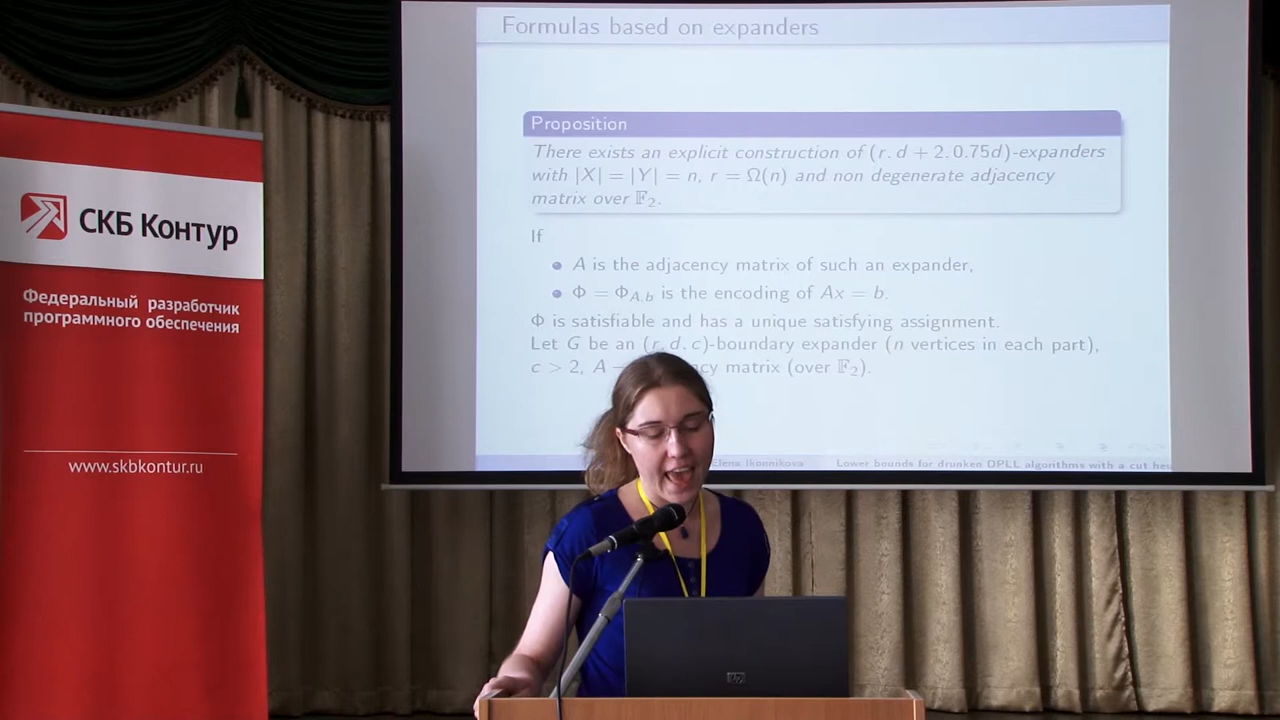 Formulas based on expanders
Proposition
There exists an explicit construction of (r, d + 2, 0.75d)-expanders
with |X| = |Y| = n, r = Ω(n) and non degenerate adjacency
matrix over 𝔽₂.
If
A is the adjacency matrix of such an expander,
Φ = Φ_{A,b} is the encoding of Ax = b.
Φ is satisfiable and has a unique satisfying assignment.
Let G be an (r, d, c)-boundary expander (n vertices in each part),
c > 2, A matrix (over 𝔽₂).
Elena Ikonnikova
Lower bounds for drunken DPLL algorithms with a cut heu
СКБ Контур
Федеральный разработчик
программного обеспечения
www.skbkontur.ru
hp